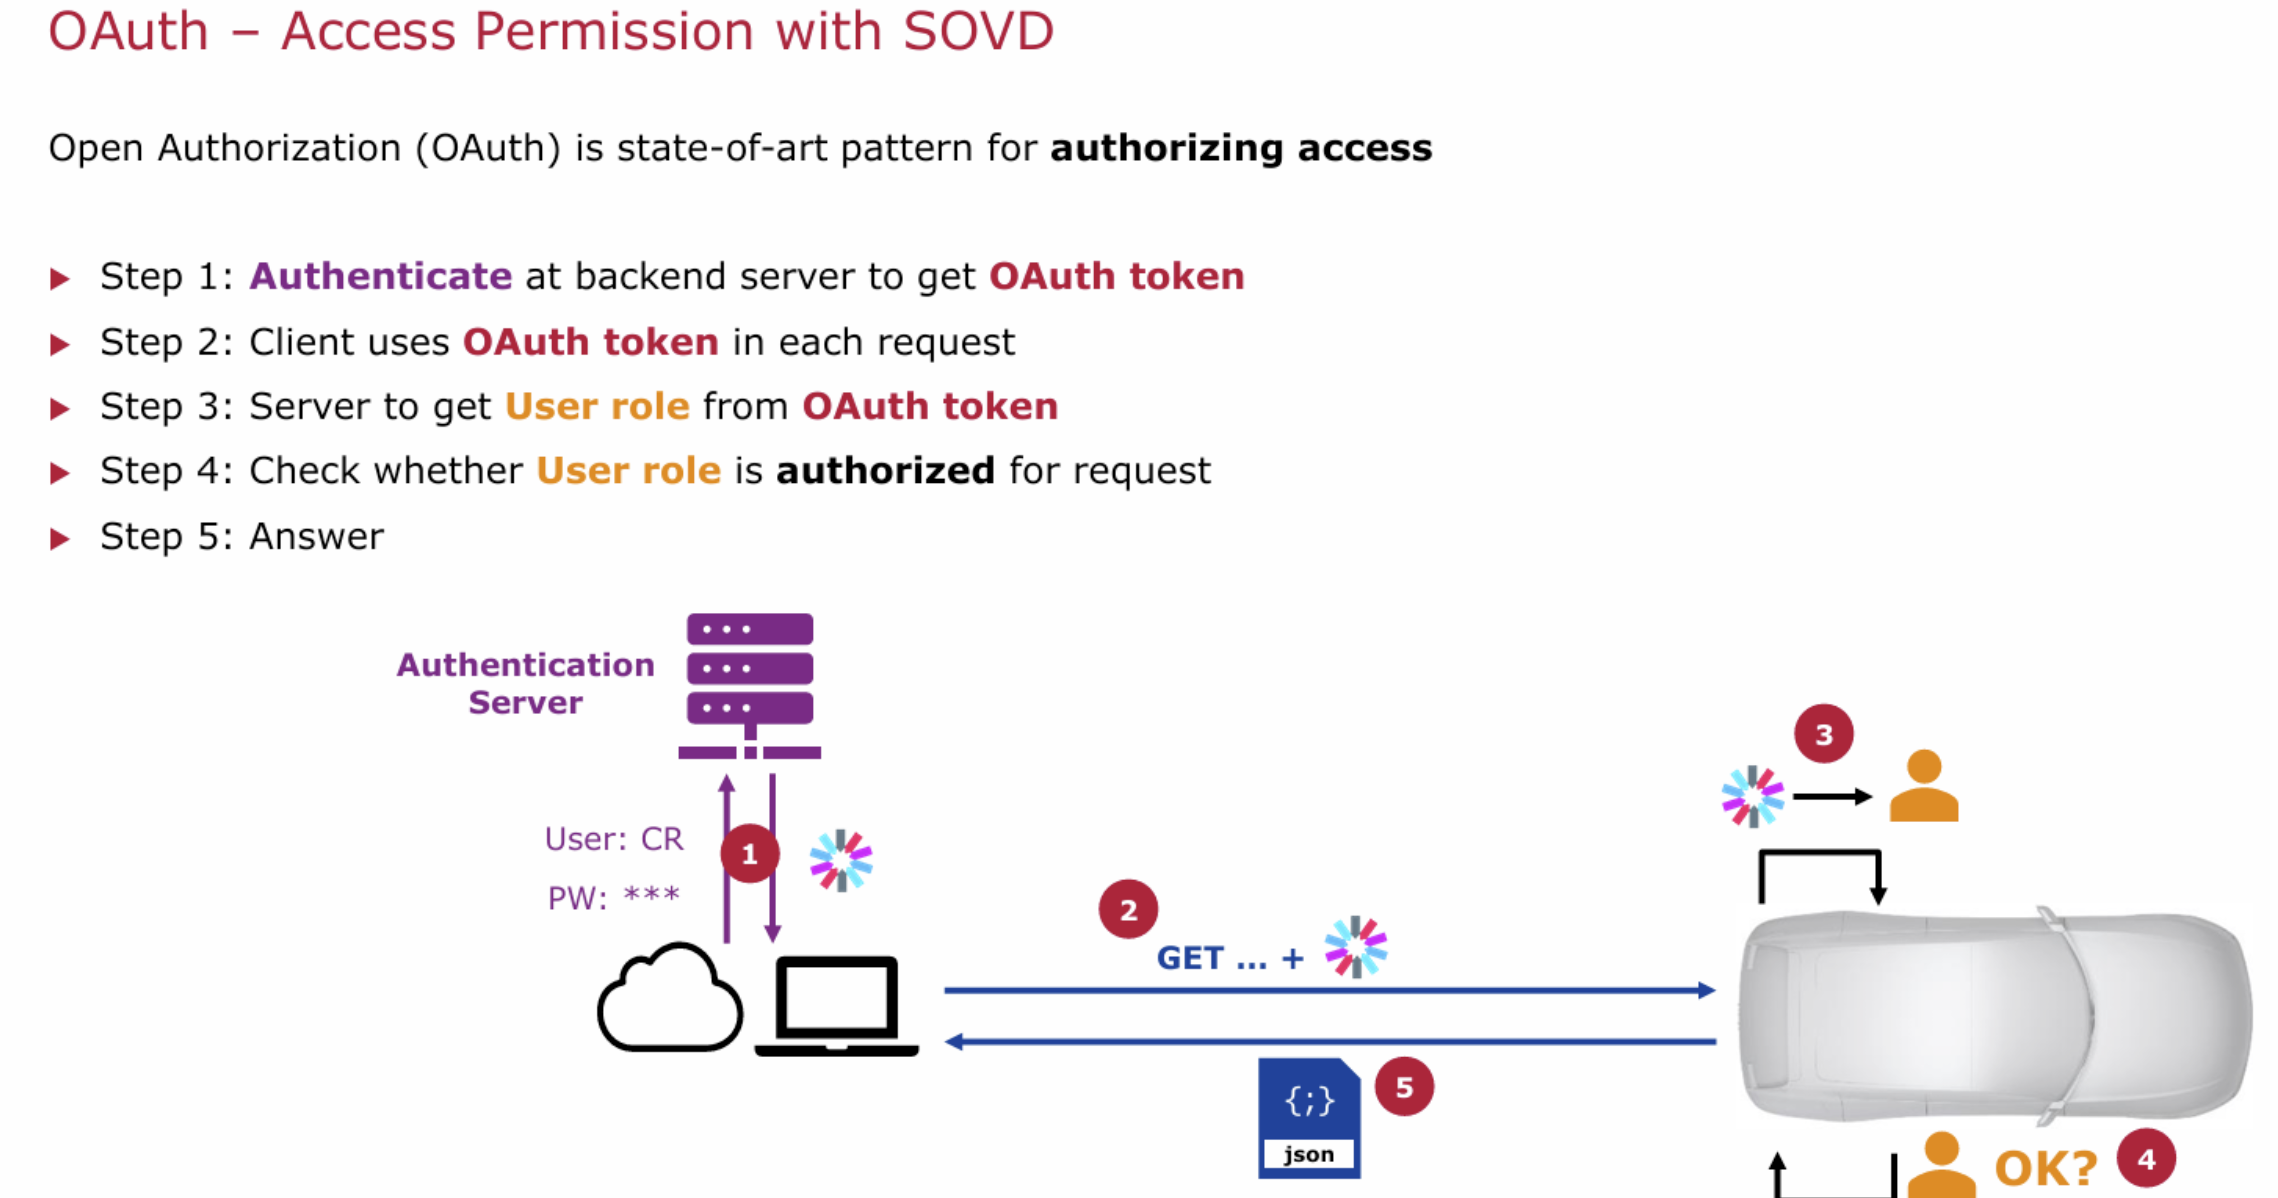 OAuth – Access Permission with SOVD
Open Authorization (OAuth) is state-of-art pattern for authorizing access
Step 1: Authenticate at backend server to get OAuth token
Step 2: Client uses OAuth token in each request
Step 3: Server to get User role from OAuth token
Step 4: Check whether User role is authorized for request
Step 5: Answer
Authentication
Server
3
User: CR
1
PW: ***
2
GET ... +
5
{;}
json
OK?
4